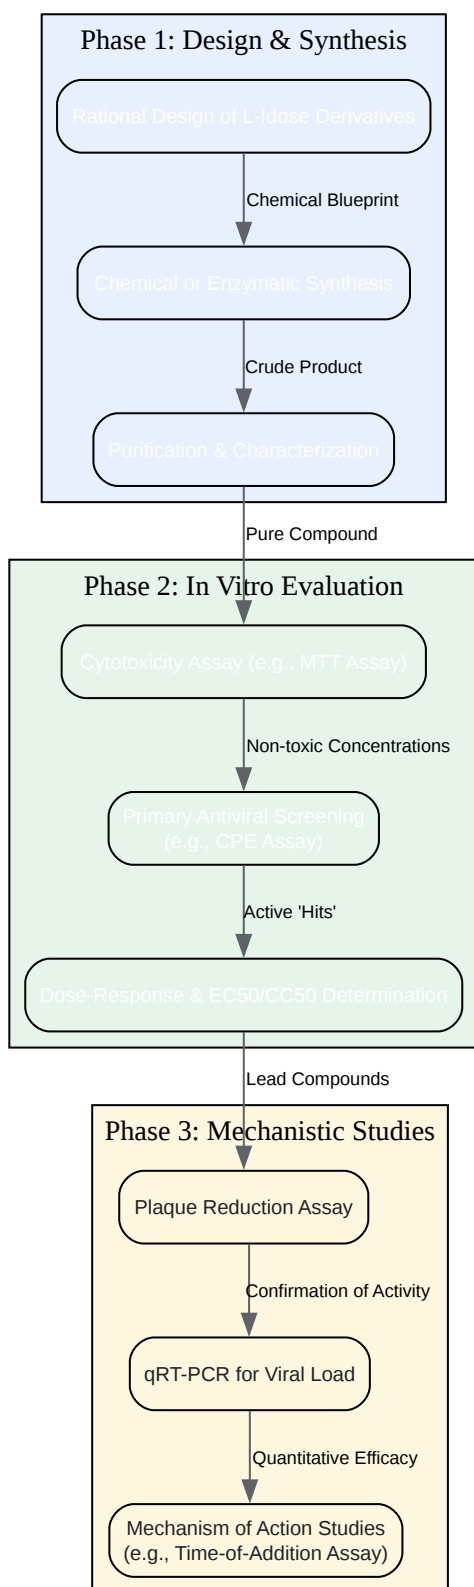 Phase 1: Design & Synthesis
Rational Design of L-Idose Derivatives
Chemical Blueprint
Chemical or Enzymatic Synthesis
Crude Product
Purification & Characterization
Pure Compound
Phase 2: In Vitro Evaluation
Cytotoxicity Assay (e.g., MTT Assay)
Non-toxic Concentrations
Primary Antiviral Screening
(e.g., CPE Assay)
Active 'Hits'
Dose-Response & EC50/CC50 Determination
Lead Compounds
Phase 3: Mechanistic Studies
Plaque Reduction Assay
Confirmation of Activity
qRT-PCR for Viral Load
Quantitative Efficacy
Mechanism of Action Studies
(e.g., Time-of-Addition Assay)